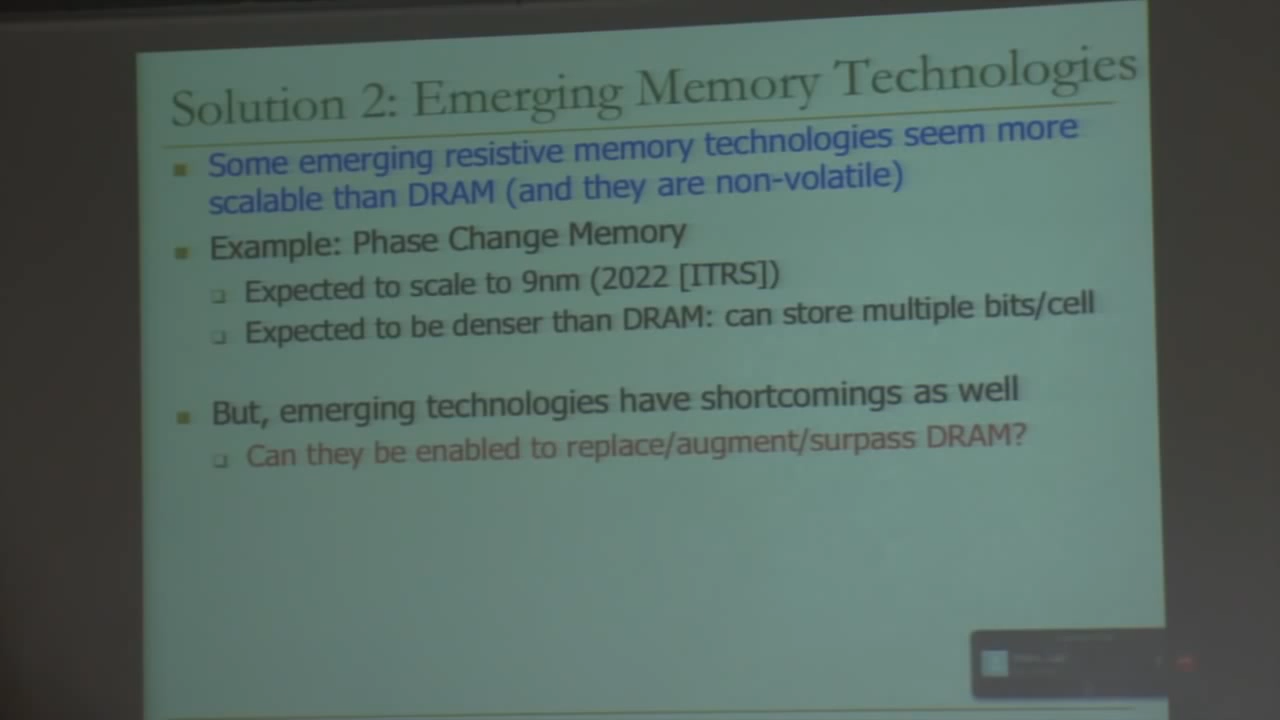 Solution 2: Emerging Memory Technologies
Some emerging resistive memory technologies seem more
scalable than DRAM (and they are non-volatile)
Example: Phase Change Memory
Expected to scale to 9nm (2022 [ITRS])
Expected to be denser than DRAM: can store multiple bits/cell
But, emerging technologies have shortcomings as well
Can they be enabled to replace/augment/surpass DRAM?